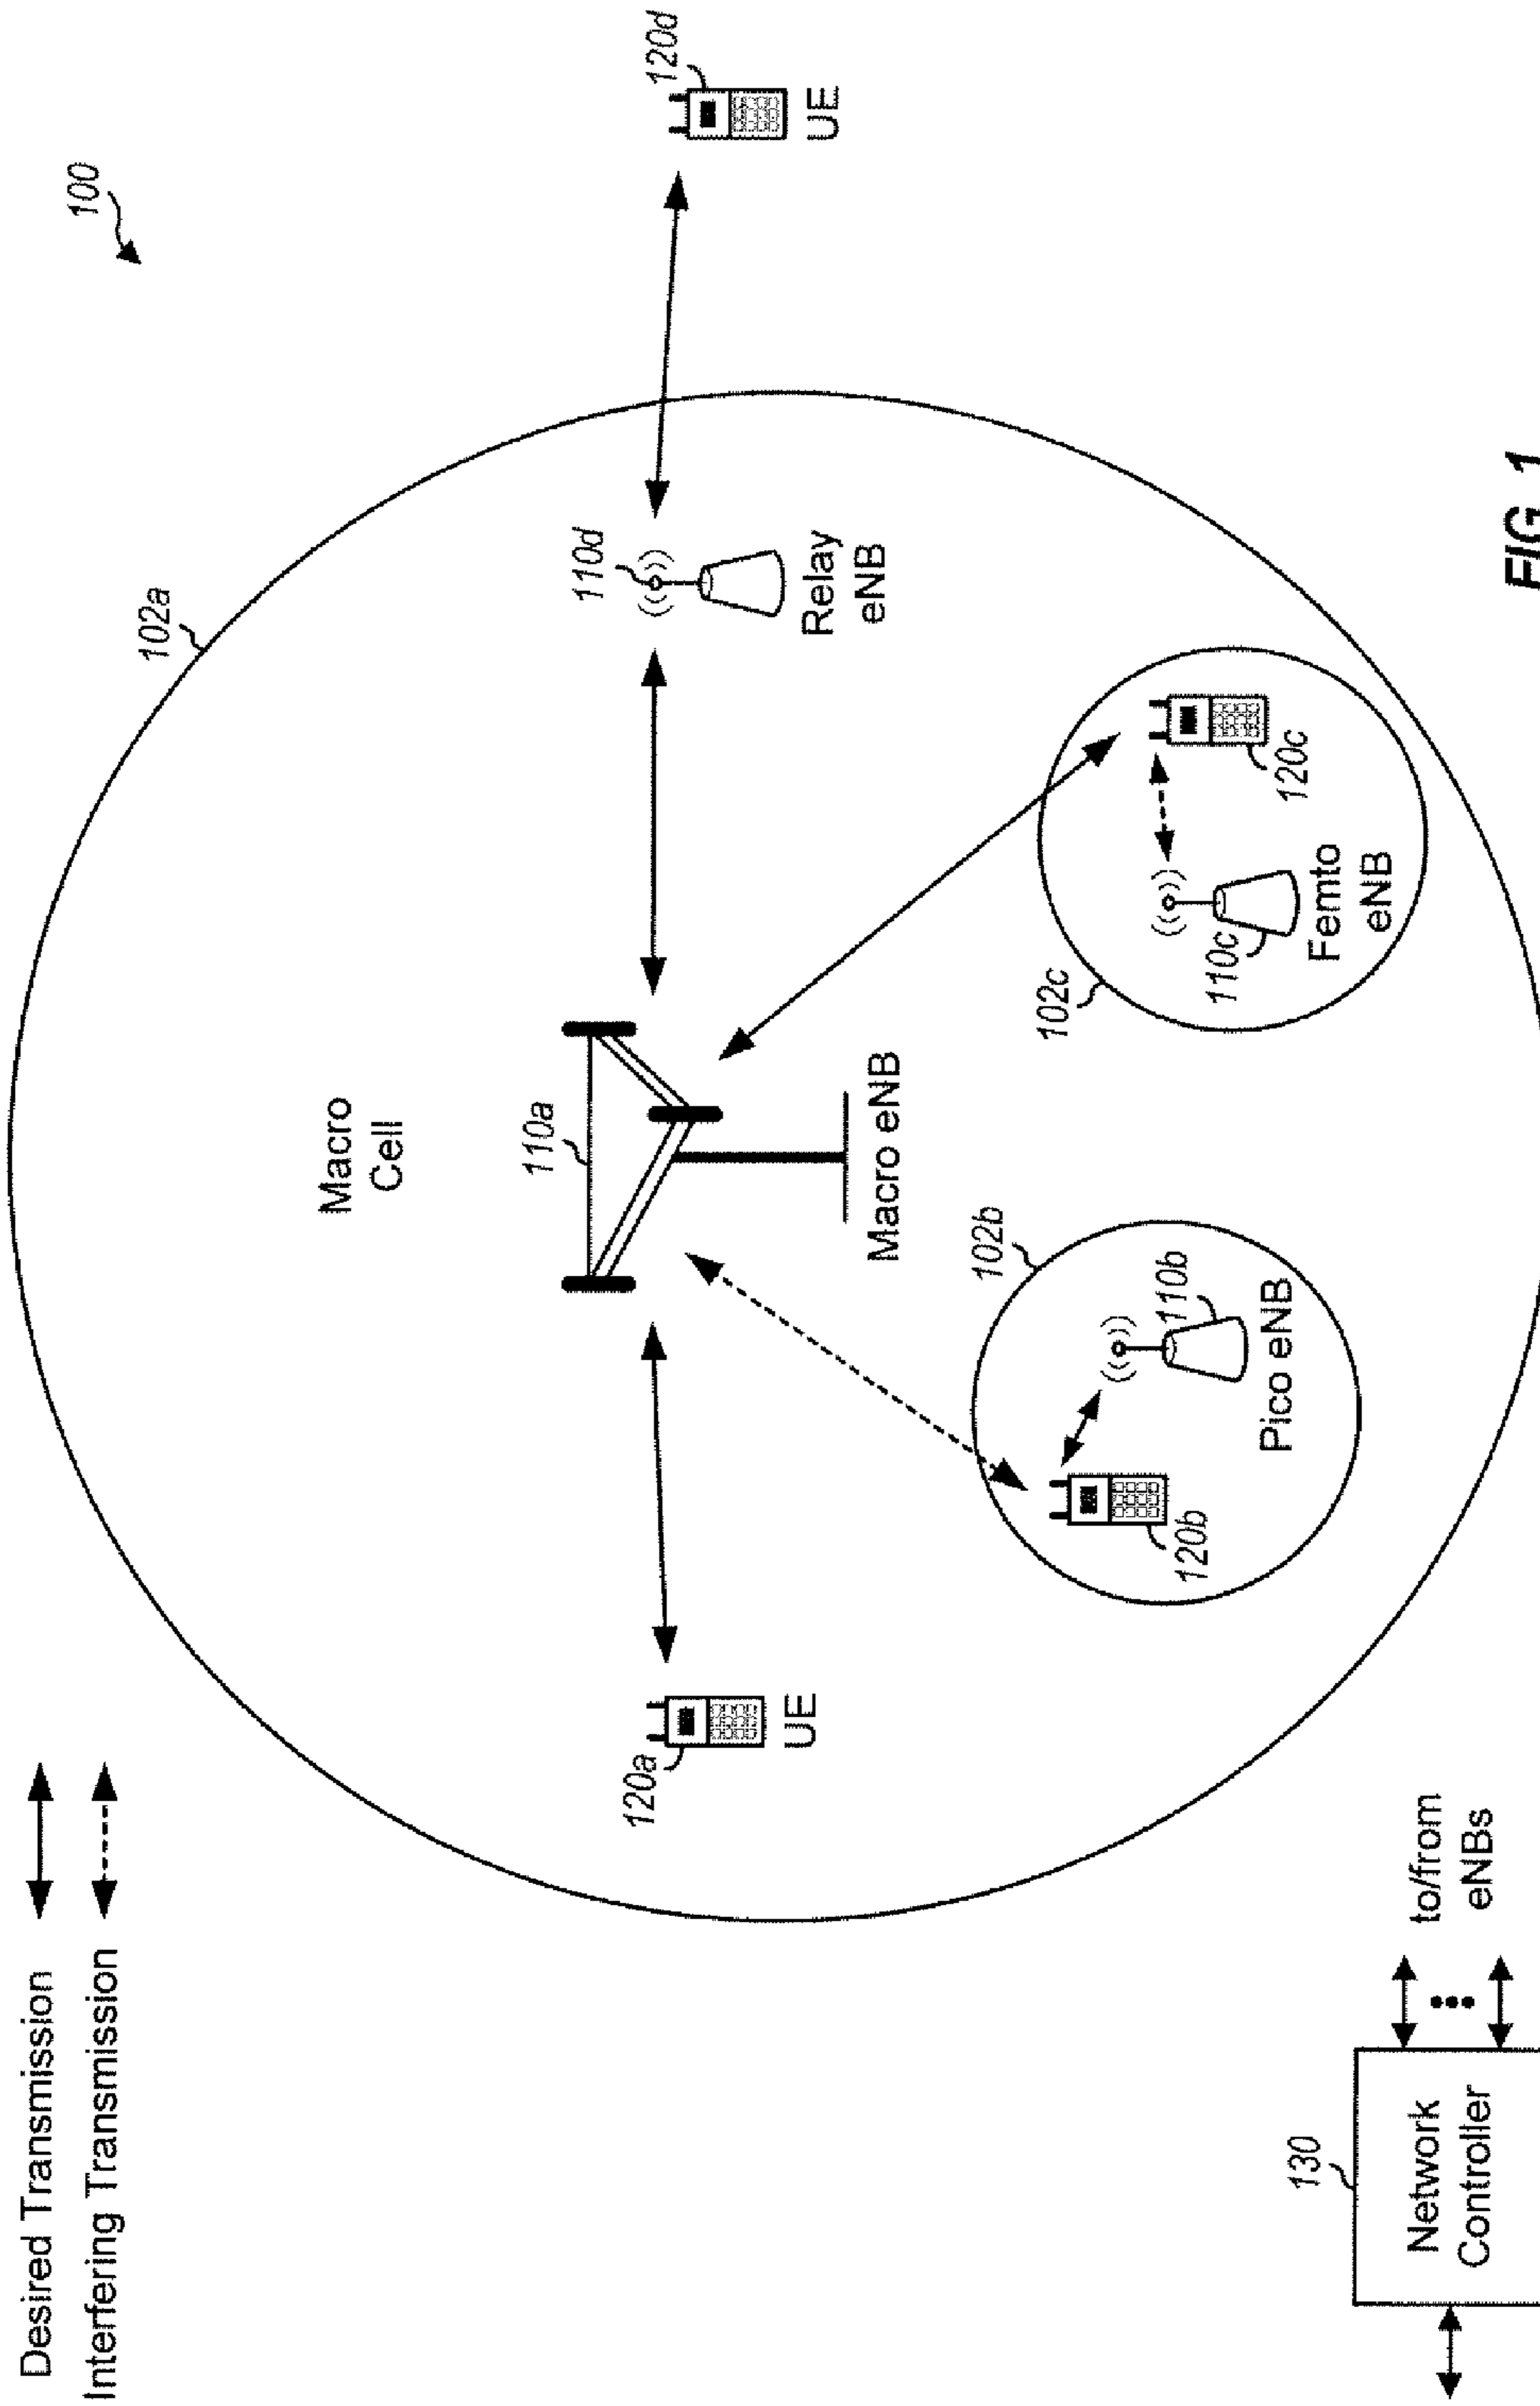 Desired Transmission
Interfering Transmission
100
102a
Macro
Cell
110a
110d
120a
120d
UE
UE
Relay
eNB
Macro eNB
102b
102c
110b
Pico eNB
120b
110c
120c
Femto
eNB
130
Network
Controller
to/from
eNBs
FIG. 1